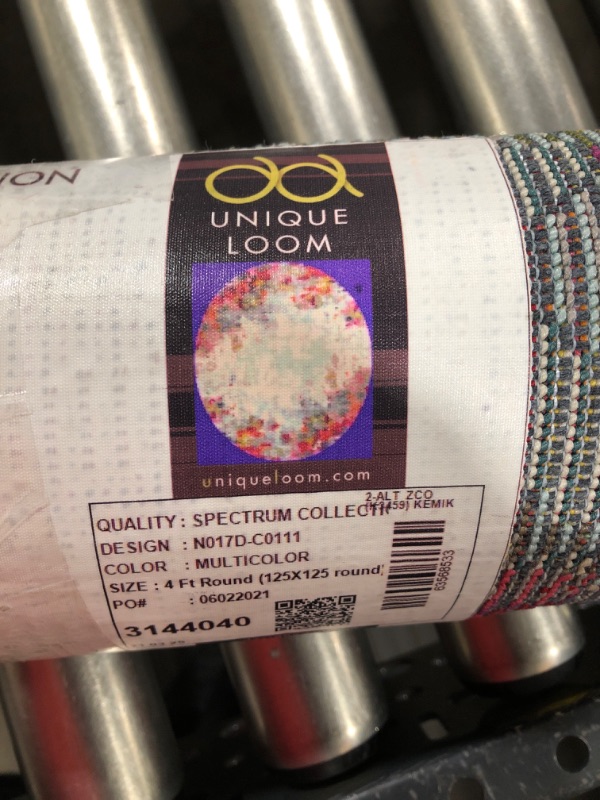 ION
UNIQUE
LOOM
uniqueloom.com
2-ALT ZCO
KEMIK
QUALITY : SPECTRUM COLLECTI
DESIGN : N017D-C0111
COLOR : MULTICOLOR
SIZE : 4 Ft Round (125X125 round)
PO# : 06022021
3144040
63568533